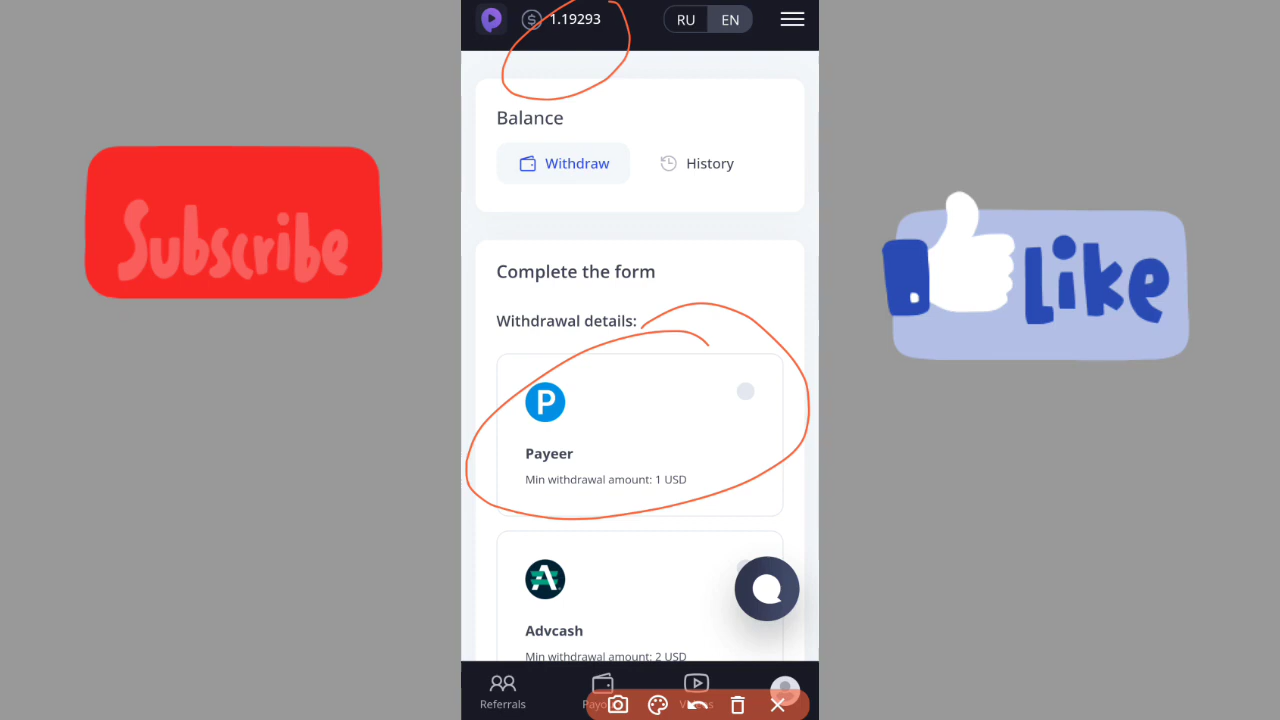 1.19293
RU EN
Balance
Withdraw History
Complete the form
Withdrawal details:
P
Payeer
Min withdrawal amount: 1 USD
Advcash
Min withdrawal amount: 2 USD
Referrals
Subscribe
Like